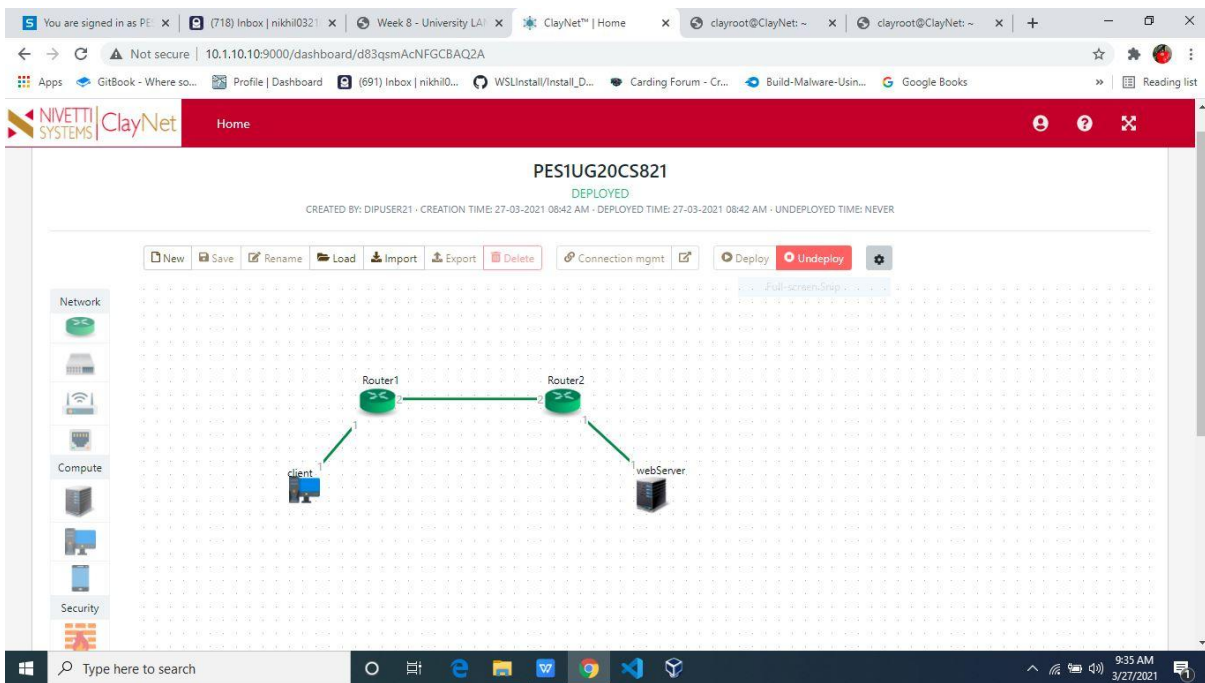 You are signed in as PE
(718) Inbox | nikhil0321
Week 8 - University LA
ClayNet™ | Home
clayroot@ClayNet: ~
clayroot@ClayNet: ~
Not secure | 10.1.10.10:9000/dashboard/d83qsmAcNFGCBAQ2A
Apps
GitBook - Where so...
Profile | Dashboard
(691) Inbox | nikhil0...
WSLInstall/Install_D...
Carding Forum - Cr...
Build-Malware-Usin...
Google Books
»
Reading list
NIVETTI
SYSTEMS
ClayNet
Home
PES1UG20CS821
DEPLOYED
CREATED BY: DIPUSER21 - CREATION TIME: 27-03-2021 08:42 AM - DEPLOYED TIME: 27-03-2021 08:42 AM - UNDEPLOYED TIME: NEVER
New
Save
Rename
Load
Import
Export
Delete
Connection mgmt
Deploy
Undeploy
Full-screen Snip
Network
Router1
Router2
2
2
1
1
1
1
client
webServer
Compute
Security
Type here to search
9:35 AM
3/27/2021
1